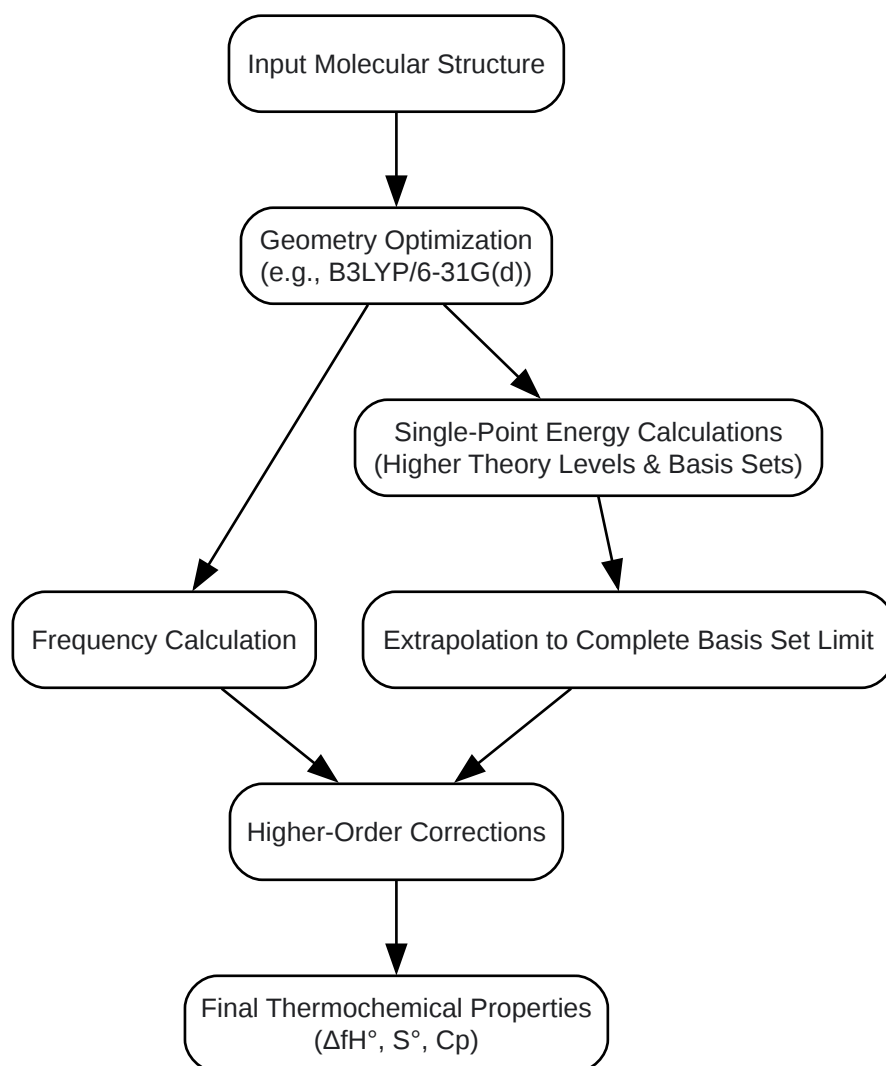 Input Molecular Structure
Geometry Optimization
(e.g., B3LYP/6-31G(d))
Single-Point Energy Calculations
(Higher Theory Levels & Basis Sets)
Frequency Calculation
Extrapolation to Complete Basis Set Limit
Higher-Order Corrections
Final Thermochemical Properties
(ΔfH°, S°, Cp)